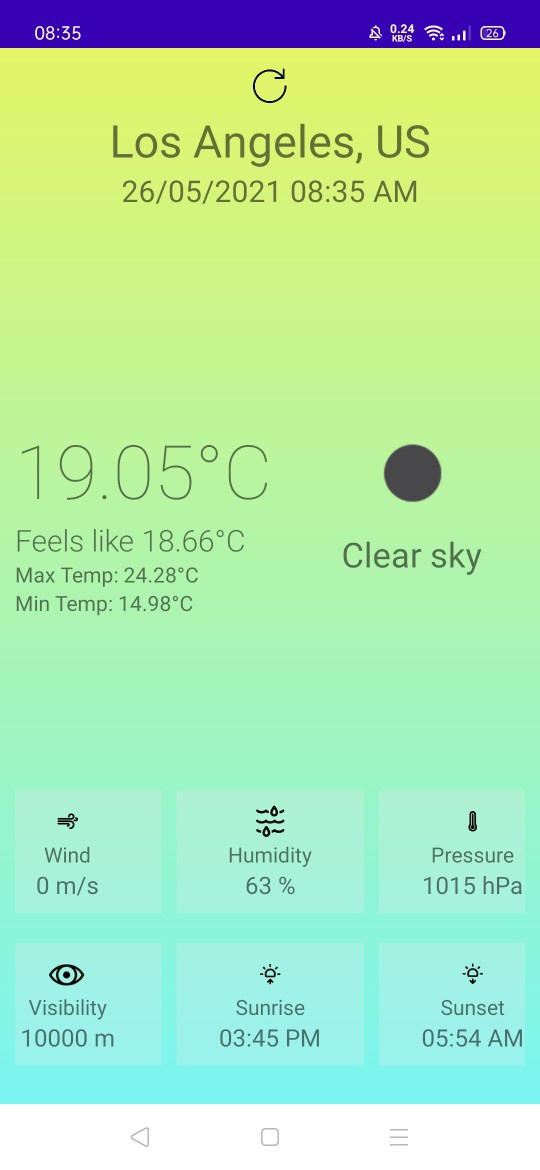 08:35
0.24
KB/S
26
Los Angeles, US
26/05/2021 08:35 AM
19.05°C
Feels like 18.66°C
Max Temp: 24.28°C
Min Temp: 14.98°C
Clear sky
Wind
0 m/s
Humidity
63 %
Pressure
1015 hPa
Visibility
10000 m
Sunrise
03:45 PM
Sunset
05:54 AM